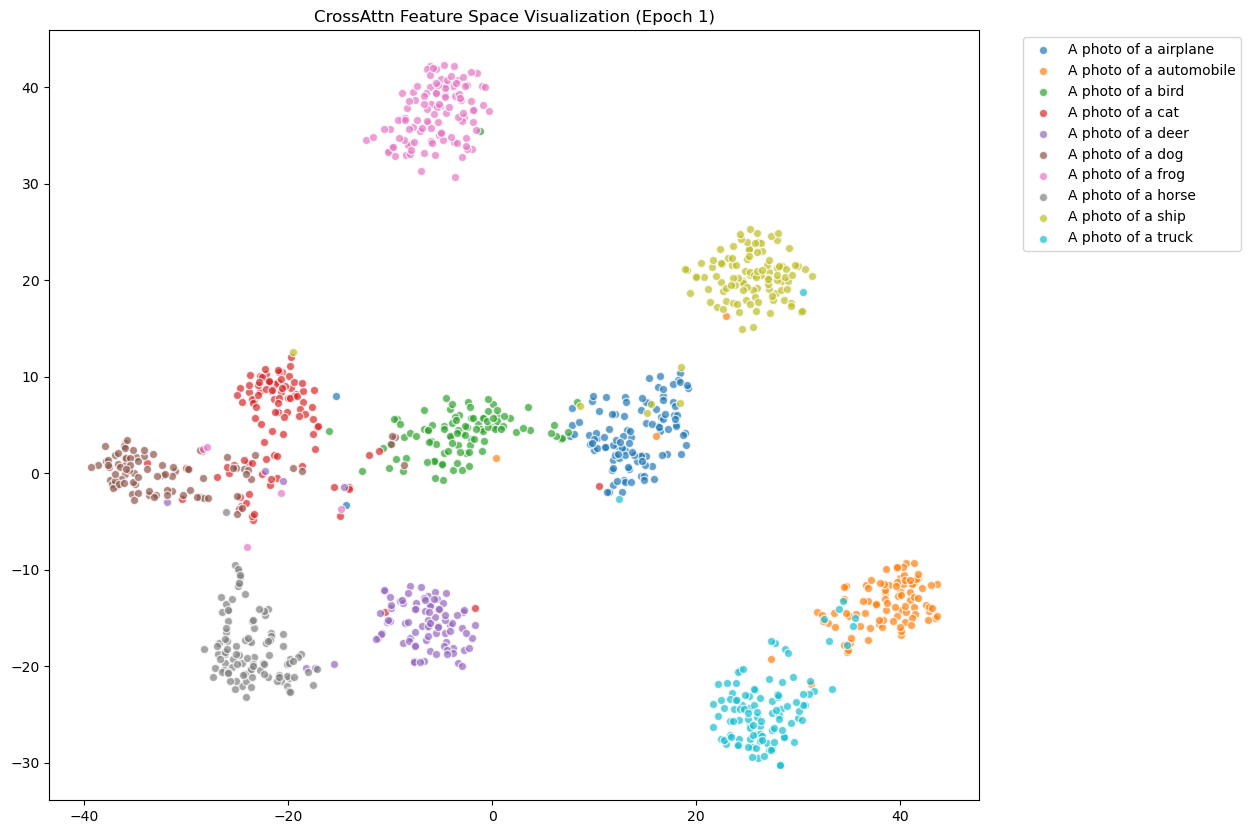 CrossAttn Feature Space Visualization (Epoch 1)
A photo of a airplane
A photo of a automobile
A photo of a bird
A photo of a cat
A photo of a deer
A photo of a dog
A photo of a frog
A photo of a horse
A photo of a ship
A photo of a truck
40
30
20
10
0
−10
−20
−30
−40
−20
0
20
40